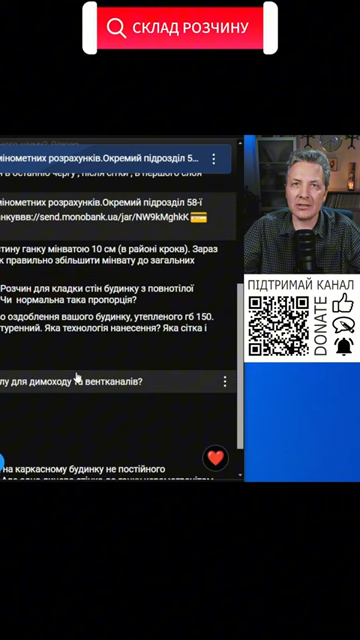 СКЛАД РОЗЧИНУ
мінометних розрахунків.Окремий підрозділ 5...
в останню чергу , після сітки , в першого слоя
мінометних розрахунків.Окремий підрозділ 58-ї
анкуввв://send.monobank.ua/jar/NW9kMghkK
тину ганку мінватою 10 см (в районі крокв). Зараз
к правильно збільшити мінвату до загальних
ПІДТРИМАЙ КАНАЛ
DONATE
Розчин для кладки стін будинку з повнотілої
Чи нормальна така пропорція?
о оздоблення вашого будинку, утепленого гб 150.
туренний. Яка технологія нанесення? Яка сітка і
лу для димоходу та вентканалів?
на каркасному будинку не постійного